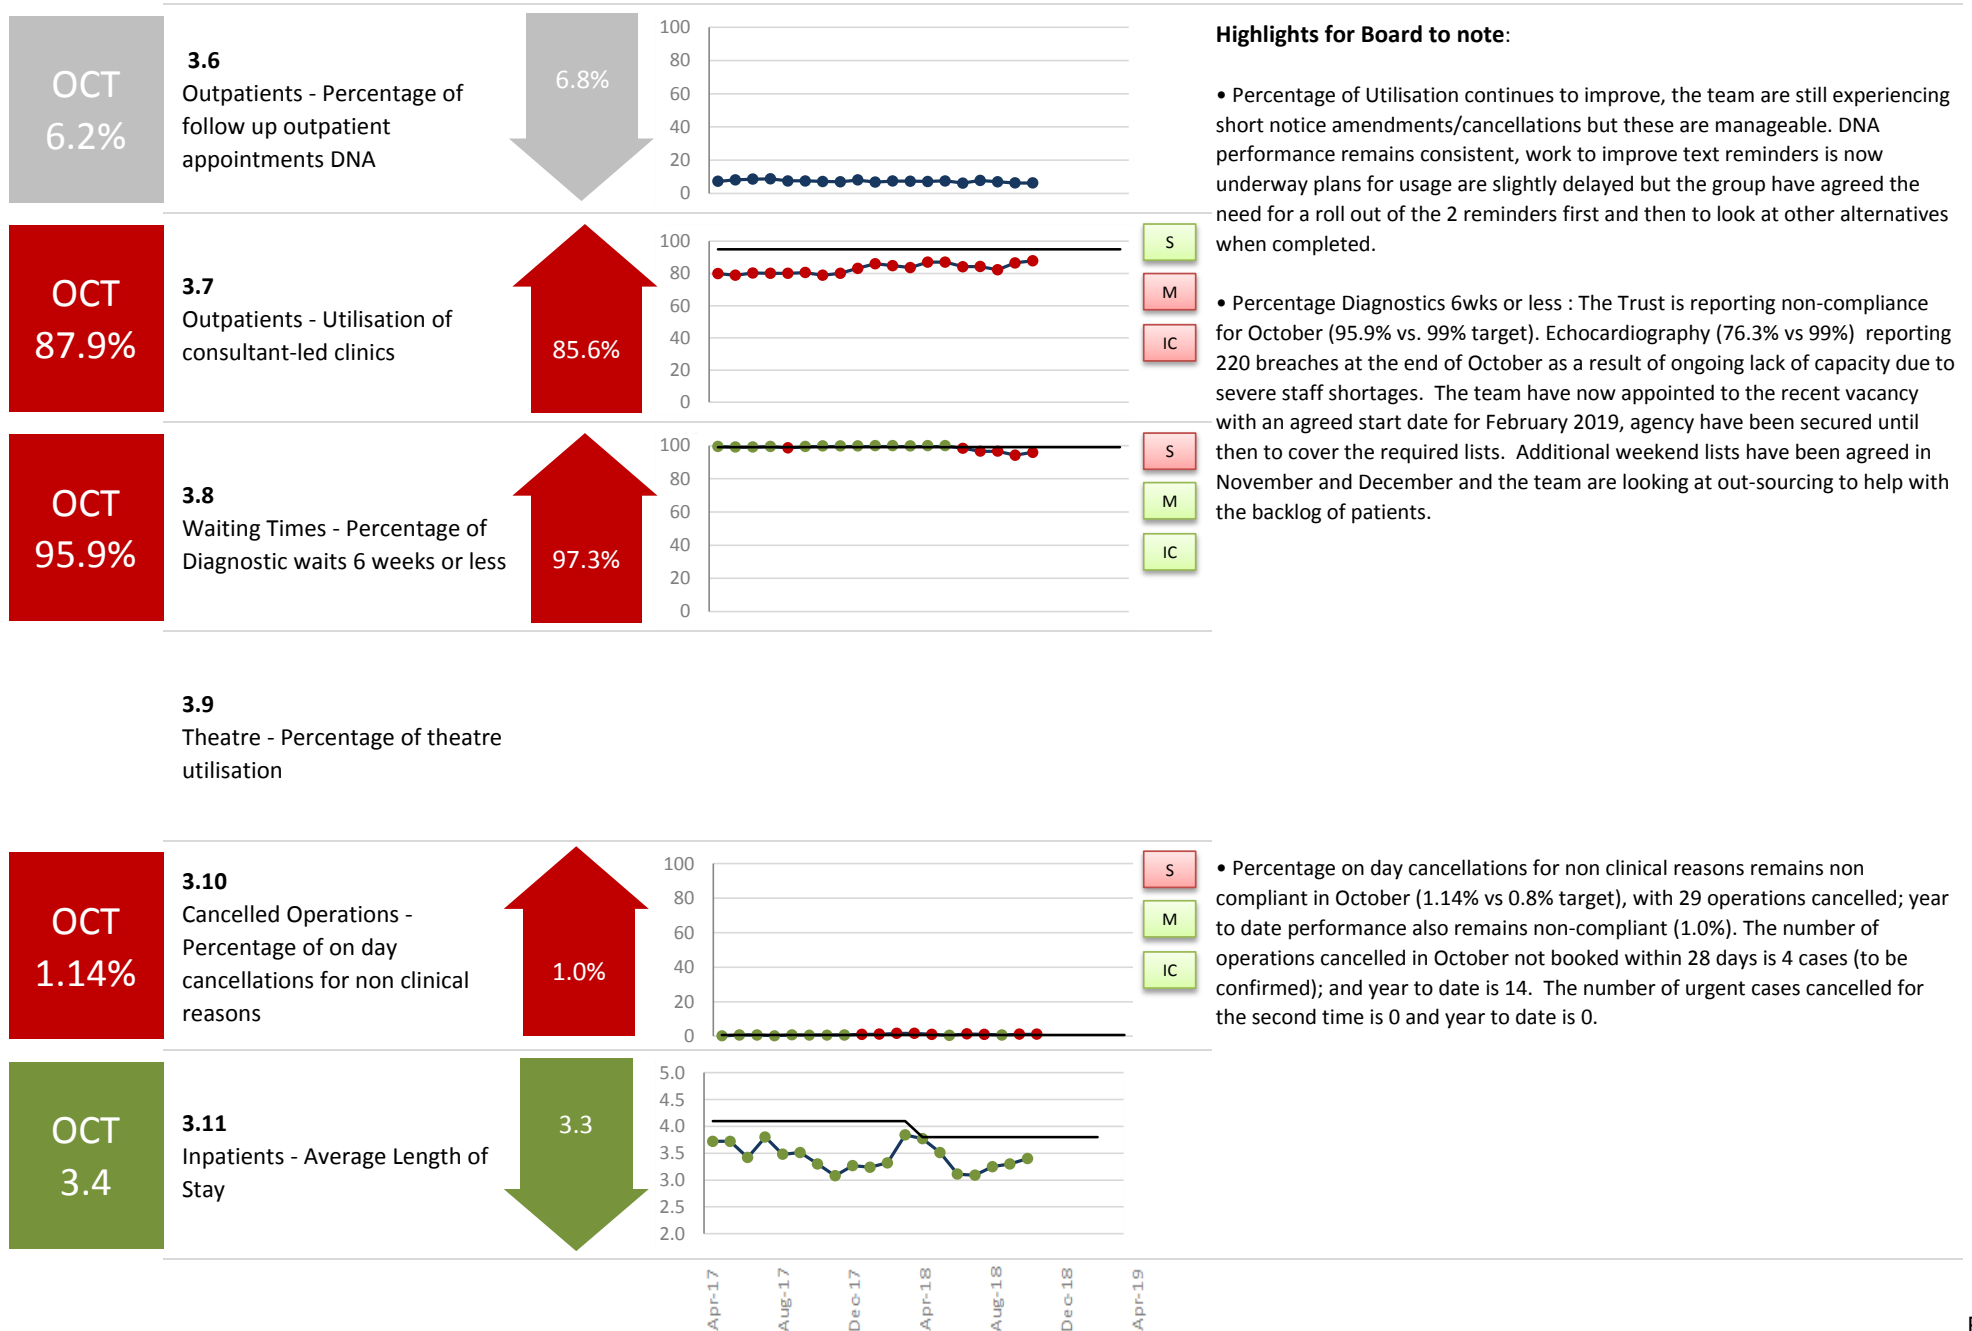 OCT
6.2%
3.6
Outpatients - Percentage of
follow up outpatient
appointments DNA
6.8%
100
80
60
40
20
0
Highlights for Board to note:
• Percentage of Utilisation continues to improve, the team are still experiencing
short notice amendments/cancellations but these are manageable. DNA
performance remains consistent, work to improve text reminders is now
underway plans for usage are slightly delayed but the group have agreed the
need for a roll out of the 2 reminders first and then to look at other alternatives
when completed.
OCT
87.9%
3.7
Outpatients - Utilisation of
consultant-led clinics
85.6%
100
80
60
40
20
0
S
M
IC
• Percentage Diagnostics 6wks or less : The Trust is reporting non-compliance
for October (95.9% vs. 99% target). Echocardiography (76.3% vs 99%)  reporting
220 breaches at the end of October as a result of ongoing lack of capacity due to
severe staff shortages.  The team have now appointed to the recent vacancy
with an agreed start date for February 2019, agency have been secured until
then to cover the required lists.  Additional weekend lists have been agreed in
November and December and the team are looking at out-sourcing to help with
the backlog of patients.
OCT
95.9%
3.8
Waiting Times - Percentage of
Diagnostic waits 6 weeks or less
97.3%
100
80
60
40
20
0
S
M
IC
3.9
Theatre - Percentage of theatre
utilisation
OCT
1.14%
3.10
Cancelled Operations -
Percentage of on day
cancellations for non clinical
reasons
1.0%
100
80
60
40
20
0
S
M
IC
• Percentage on day cancellations for non clinical reasons remains non
compliant in October (1.14% vs 0.8% target), with 29 operations cancelled; year
to date performance also remains non-compliant (1.0%). The number of
operations cancelled in October not booked within 28 days is 4 cases (to be
confirmed); and year to date is 14.  The number of urgent cases cancelled for
the second time is 0 and year to date is 0.
OCT
3.4
3.11
Inpatients - Average Length of
Stay
3.3
5.0
4.5
4.0
3.5
3.0
2.5
2.0
Apr-17
Aug-17
Dec-17
Apr-18
Aug-18
Dec-18
Apr-19